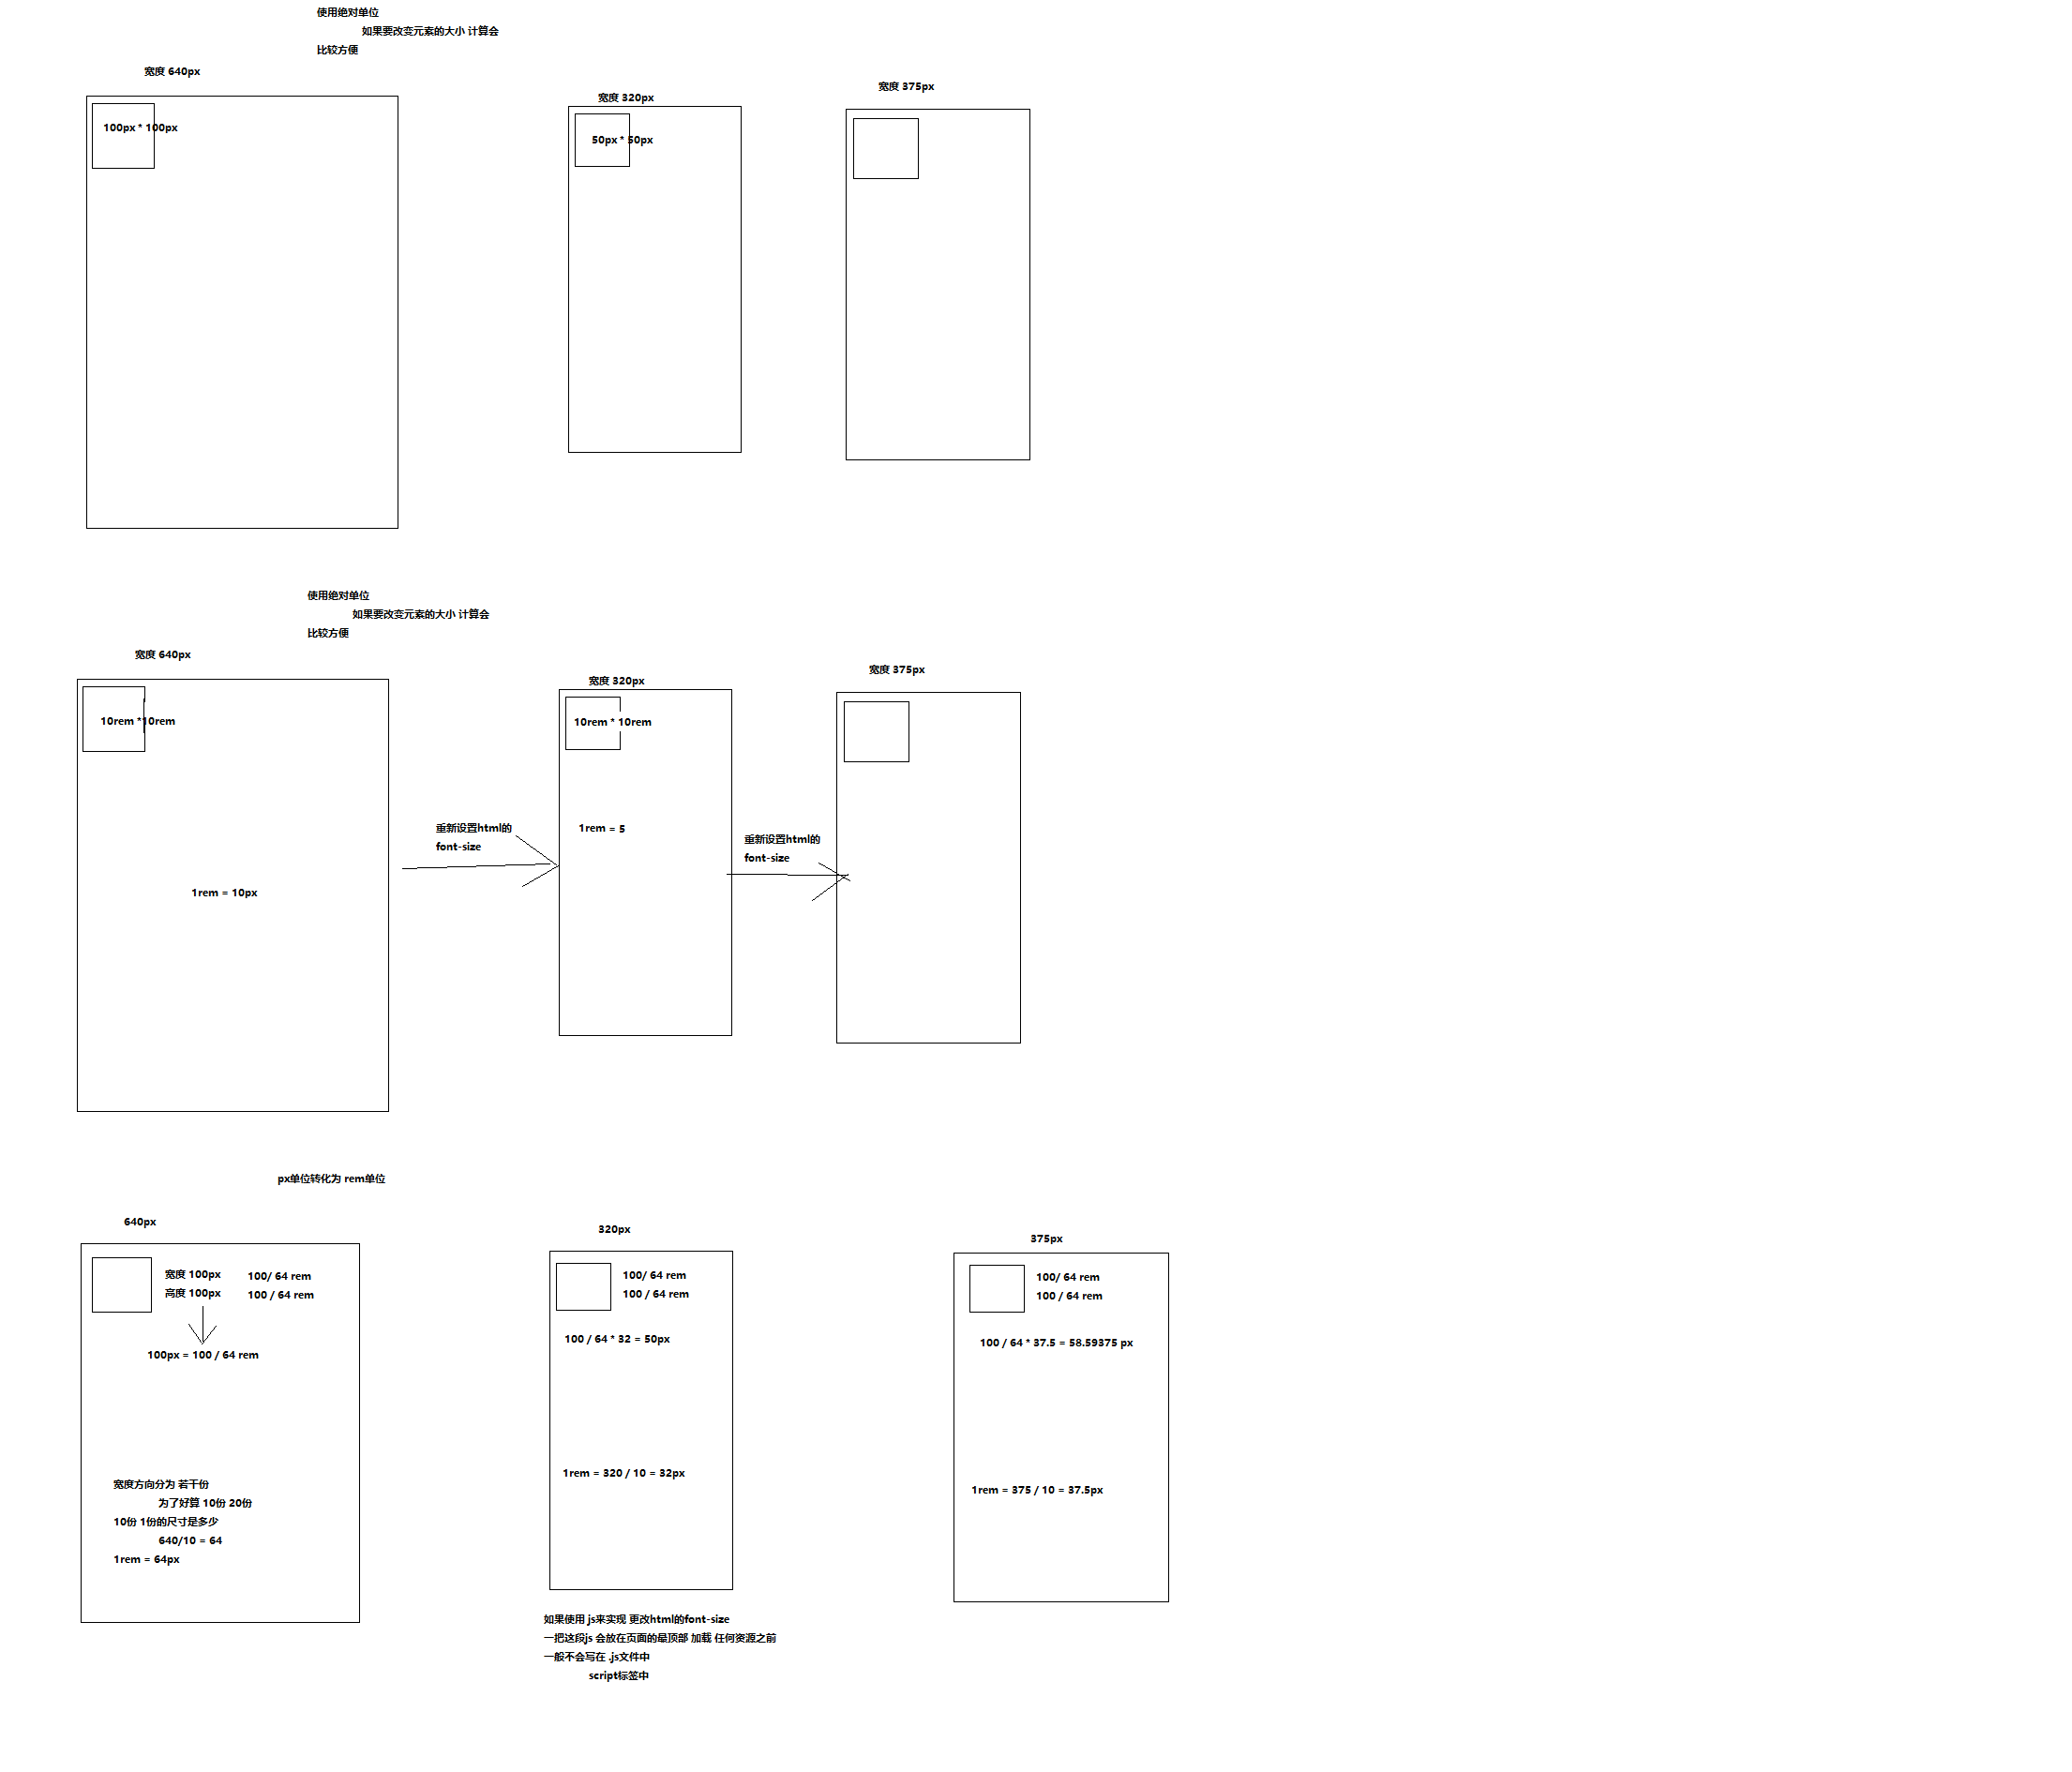 使用绝对单位
如果要改变元素的大小 计算会
比较方便
宽度 640px
宽度 320px
宽度 375px
100px * 100px
50px * 50px
使用绝对单位
如果要改变元素的大小 计算会
比较方便
宽度 640px
宽度 320px
宽度 375px
10rem *10rem
10rem * 10rem
重新设置html的
font-size
1rem = 5
重新设置html的
font-size
1rem = 10px
px单位转化为 rem单位
640px
320px
375px
宽度 100px
高度 100px
100/ 64 rem
100 / 64 rem
100px = 100 / 64 rem
宽度方向分为 若干份
为了好算 10份 20份
10份 1份的尺寸是多少
640/10 = 64
1rem = 64px
100/ 64 rem
100 / 64 rem
100 / 64 * 32 = 50px
1rem = 320 / 10 = 32px
100/ 64 rem
100 / 64 rem
100 / 64 * 37.5 = 58.59375 px
1rem = 375 / 10 = 37.5px
如果使用 js来实现 更改html的font-size
一把这段js 会放在页面的最顶部 加载 任何资源之前
一般不会写在 .js文件中
script标签中